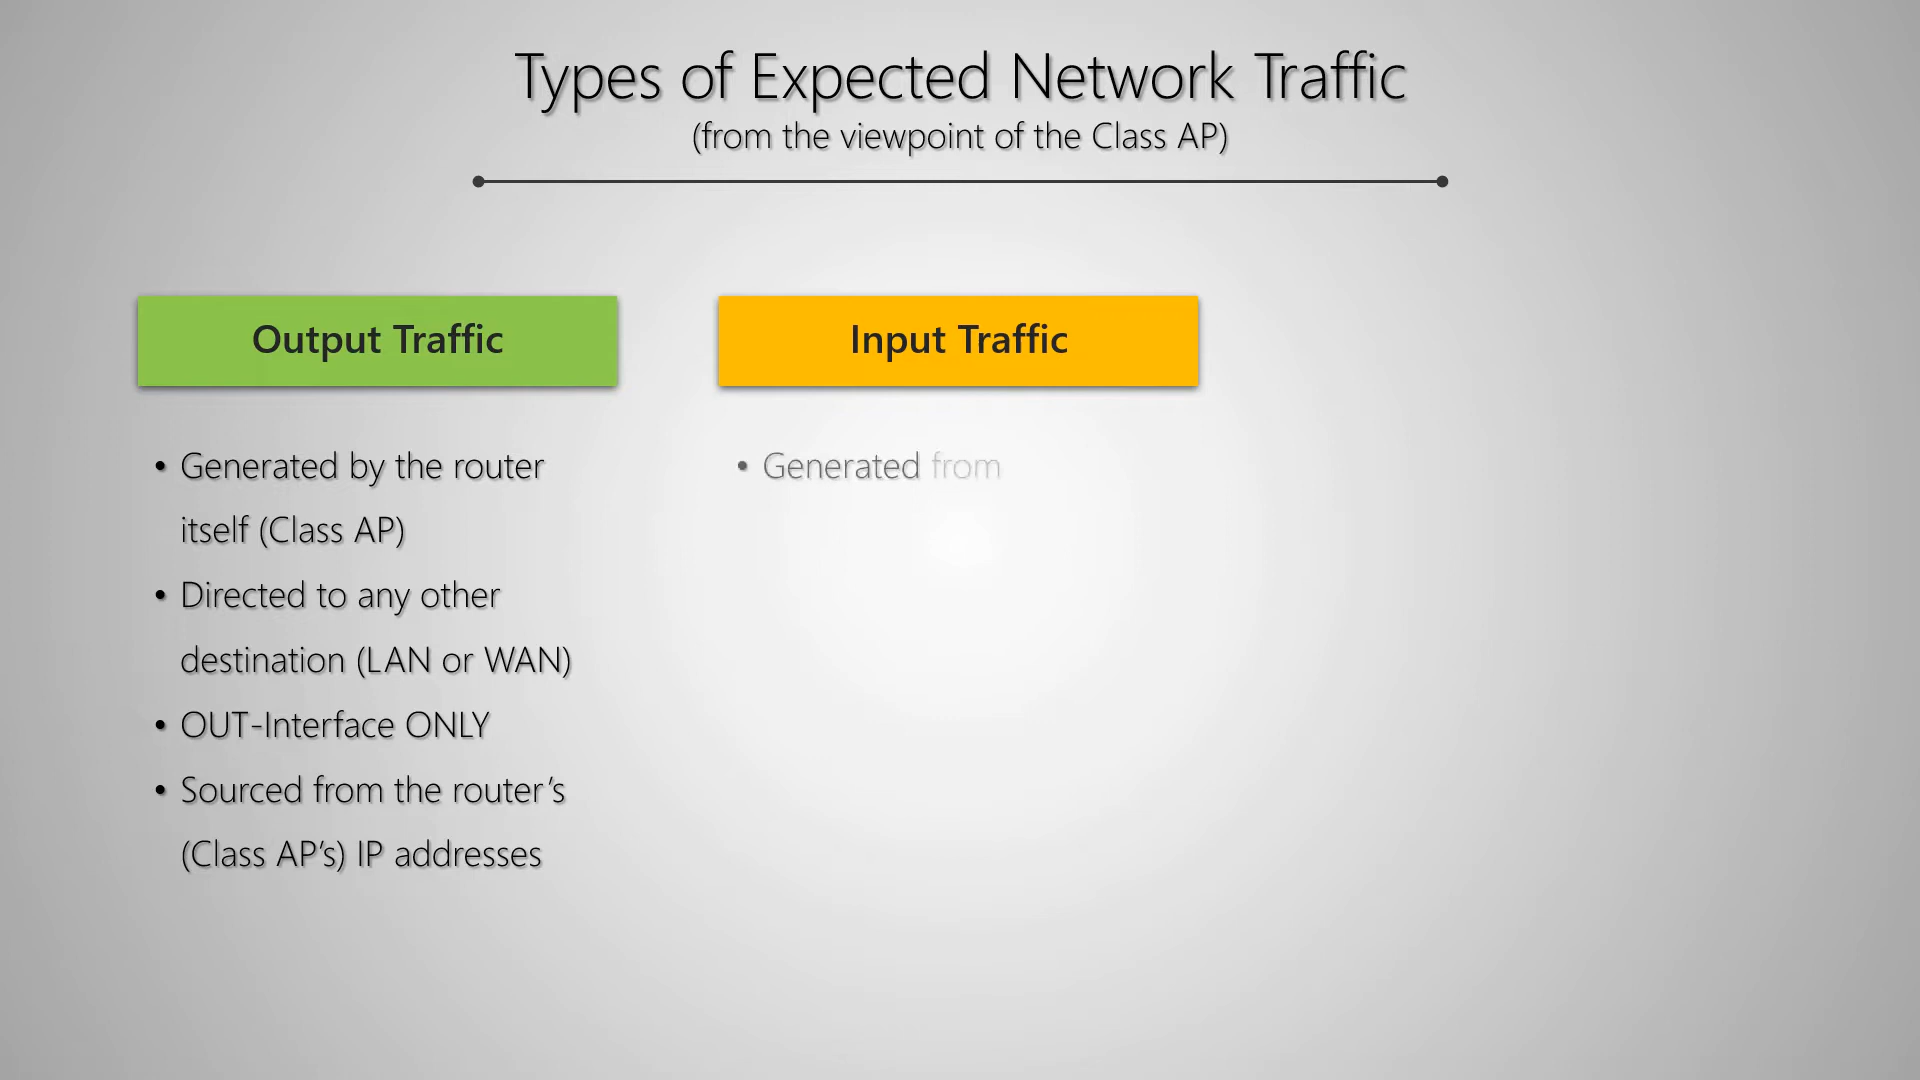 Types of Expected Network Traffic
(from the viewpoint of the Class AP)
Output Traffic
• Generated by the router
itself (Class AP)
• Directed to any other
destination (LAN or WAN)
• OUT-Interface ONLY
• Sourced from the router’s
(Class AP’s) IP addresses
Input Traffic
• Generated from